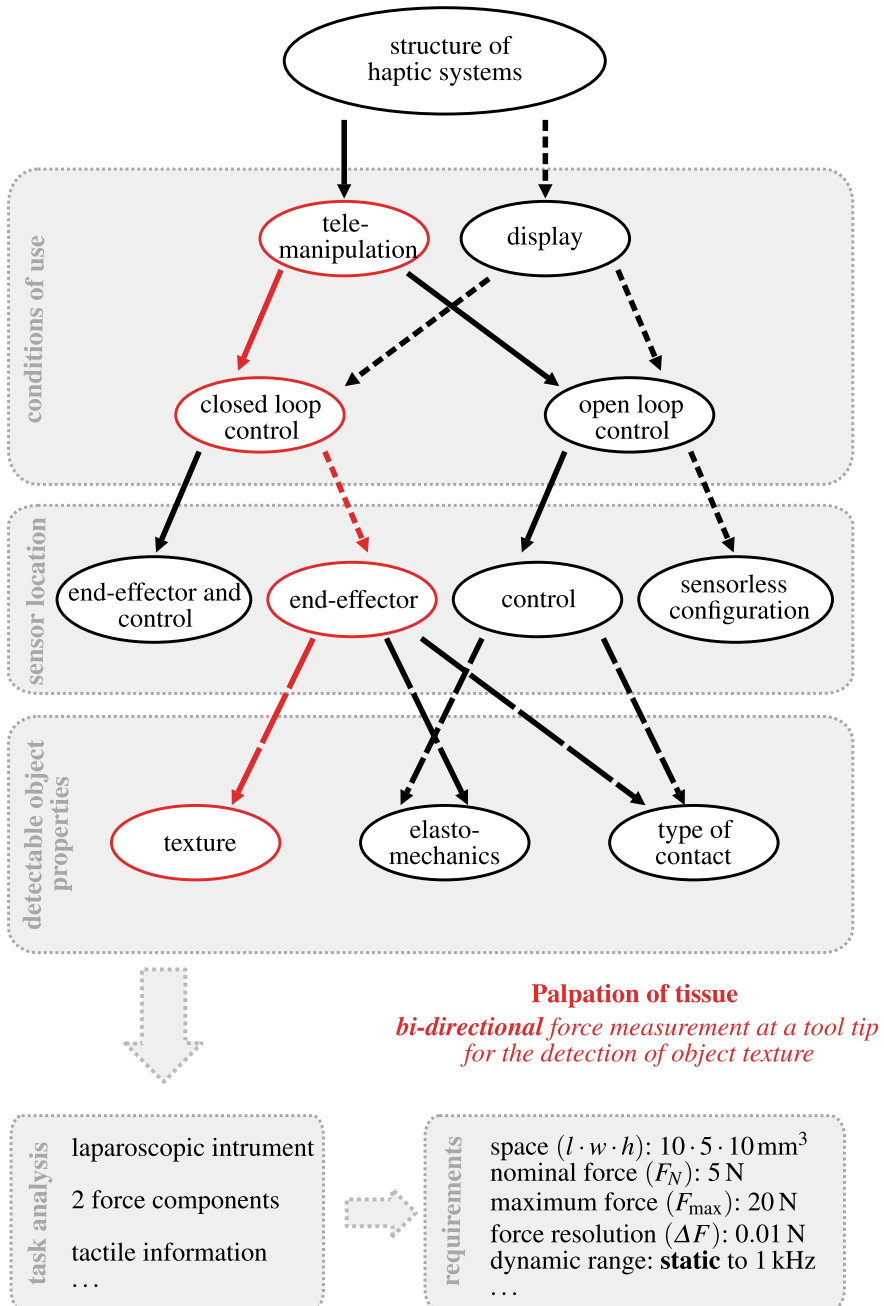 structure of
haptic systems
conditions of use
tele-
manipulation
display
closed loop
control
open loop
control
sensor location
end-effector and
control
end-effector
control
sensorless
configuration
detectable object
properties
texture
elasto-
mechanics
type of
contact
Palpation of tissue
bi-directional force measurement at a tool tip
for the detection of object texture
task analysis
laparoscopic intrument
2 force components
tactile information
...
requirements
space (l · w · h): 10 · 5 · 10 mm³
nominal force (F_N): 5 N
maximum force (F_max): 20 N
force resolution (ΔF): 0.01 N
dynamic range: static to 1 kHz
...